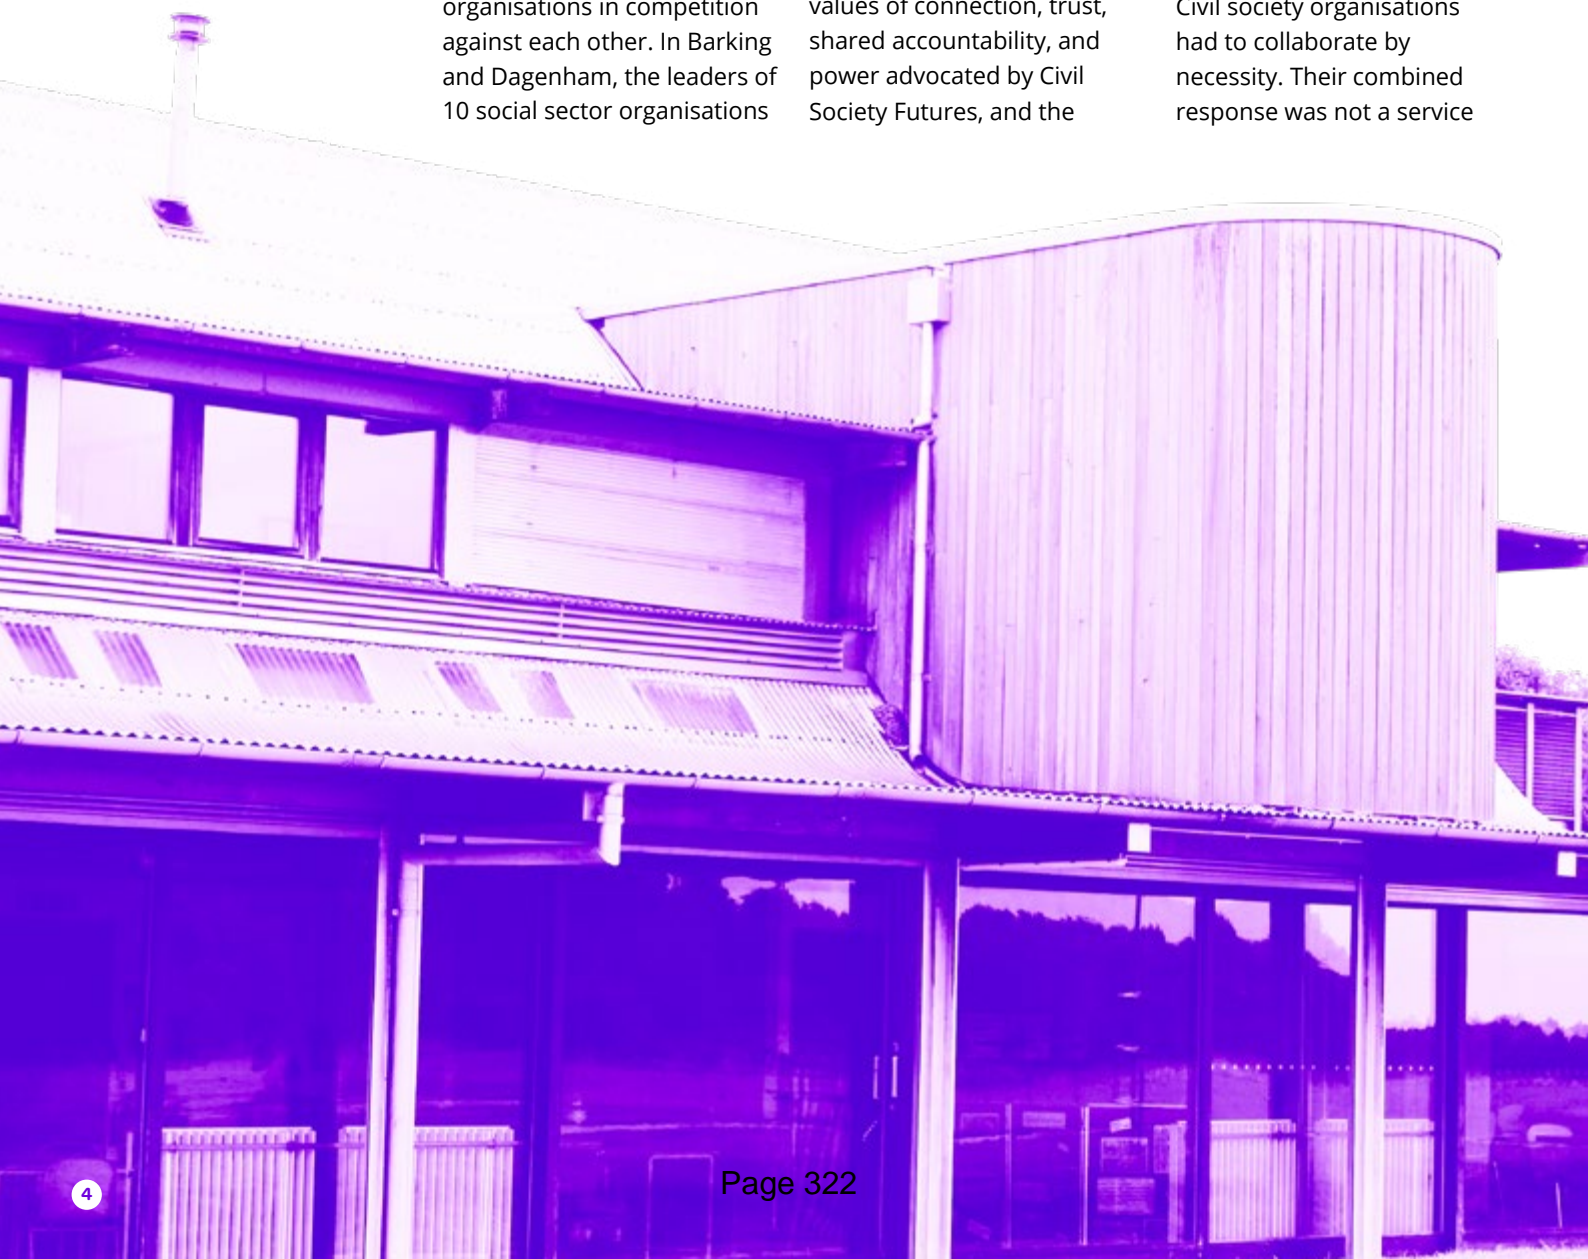 organisations in competition
against each other. In Barking
and Dagenham, the leaders of
10 social sector organisations
values of connection, trust,
shared accountability, and
power advocated by Civil
Society Futures, and the
Civil society organisations
had to collaborate by
necessity. Their combined
response was not a service
4
Page 322